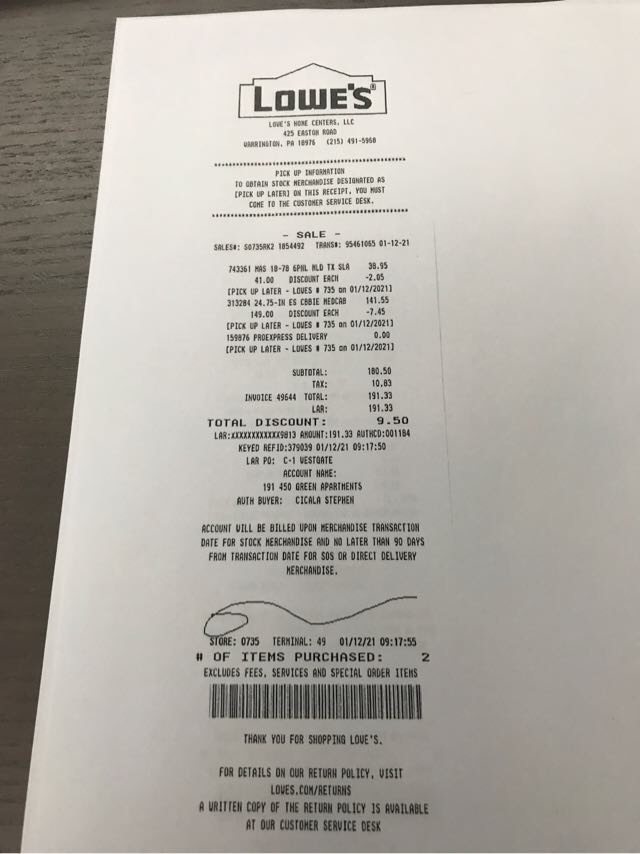 LOWE'S®
LOWE'S HOME CENTERS, LLC
425 EASTON ROAD
WARRINGTON, PA 18976 (215) 491-5960
PICK UP INFORMATION
TO OBTAIN STOCK MERCHANDISE DESIGNATED AS
[PICK UP LATER] ON THIS RECEIPT, YOU MUST
COME TO THE CUSTOMER SERVICE DESK.
- SALE -
SALES#: S0735RK2 1854492 TRANS#: 95461065 01-12-21
743361 MAS 18-78 6PNL MLD TX SLA 38.95
41.00 DISCOUNT EACH -2.05
[PICK UP LATER - LOWES # 735 on 01/12/2021]
313284 24.75-IN ES CBBIE MEDCAB 141.55
149.00 DISCOUNT EACH -7.45
[PICK UP LATER - LOWES # 735 on 01/12/2021]
159876 PROEXPRESS DELIVERY 0.00
[PICK UP LATER - LOWES # 735 on 01/12/2021]
SUBTOTAL: 180.50
TAX: 10.83
INVOICE 49644 TOTAL: 191.33
LAR: 191.33
TOTAL DISCOUNT: 9.50
LAR:XXXXXXXXXXXX9813 AMOUNT:191.33 AUTHCD:001184
KEYED REFID:379039 01/12/21 09:17:50
LAR PO: C-1 WESTGATE
ACCOUNT NAME:
191 450 GREEN APARTMENTS
AUTH BUYER: CICALA STEPHEN
ACCOUNT WILL BE BILLED UPON MERCHANDISE TRANSACTION
DATE FOR STOCK MERCHANDISE AND NO LATER THAN 90 DAYS
FROM TRANSACTION DATE FOR SOS OR DIRECT DELIVERY
MERCHANDISE.
STORE: 0735 TERMINAL: 49 01/12/21 09:17:55
# OF ITEMS PURCHASED: 2
EXCLUDES FEES, SERVICES AND SPECIAL ORDER ITEMS
THANK YOU FOR SHOPPING LOWE'S.
FOR DETAILS ON OUR RETURN POLICY, VISIT
LOWES.COM/RETURNS
A WRITTEN COPY OF THE RETURN POLICY IS AVAILABLE
AT OUR CUSTOMER SERVICE DESK